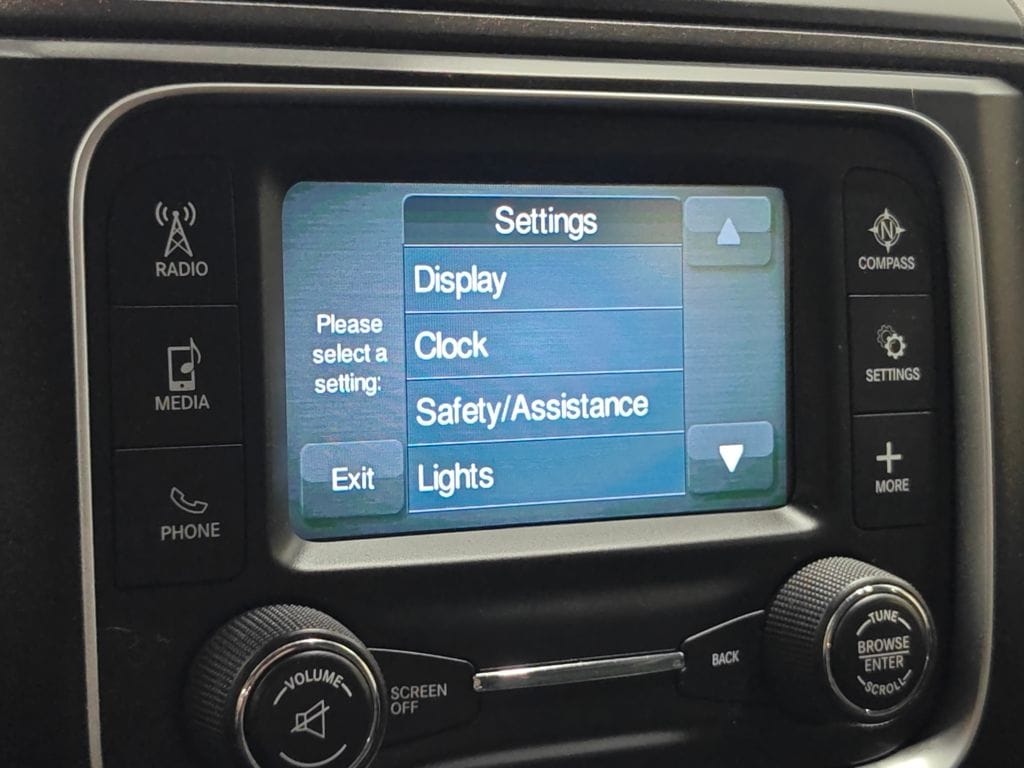 RADIO
MEDIA
PHONE
Settings
Display
Clock
Safety/Assistance
Lights
Please
select a
setting:
Exit
N
COMPASS
SETTINGS
MORE
VOLUME
SCREEN
OFF
BACK
TUNE
BROWSE
ENTER
SCROLL